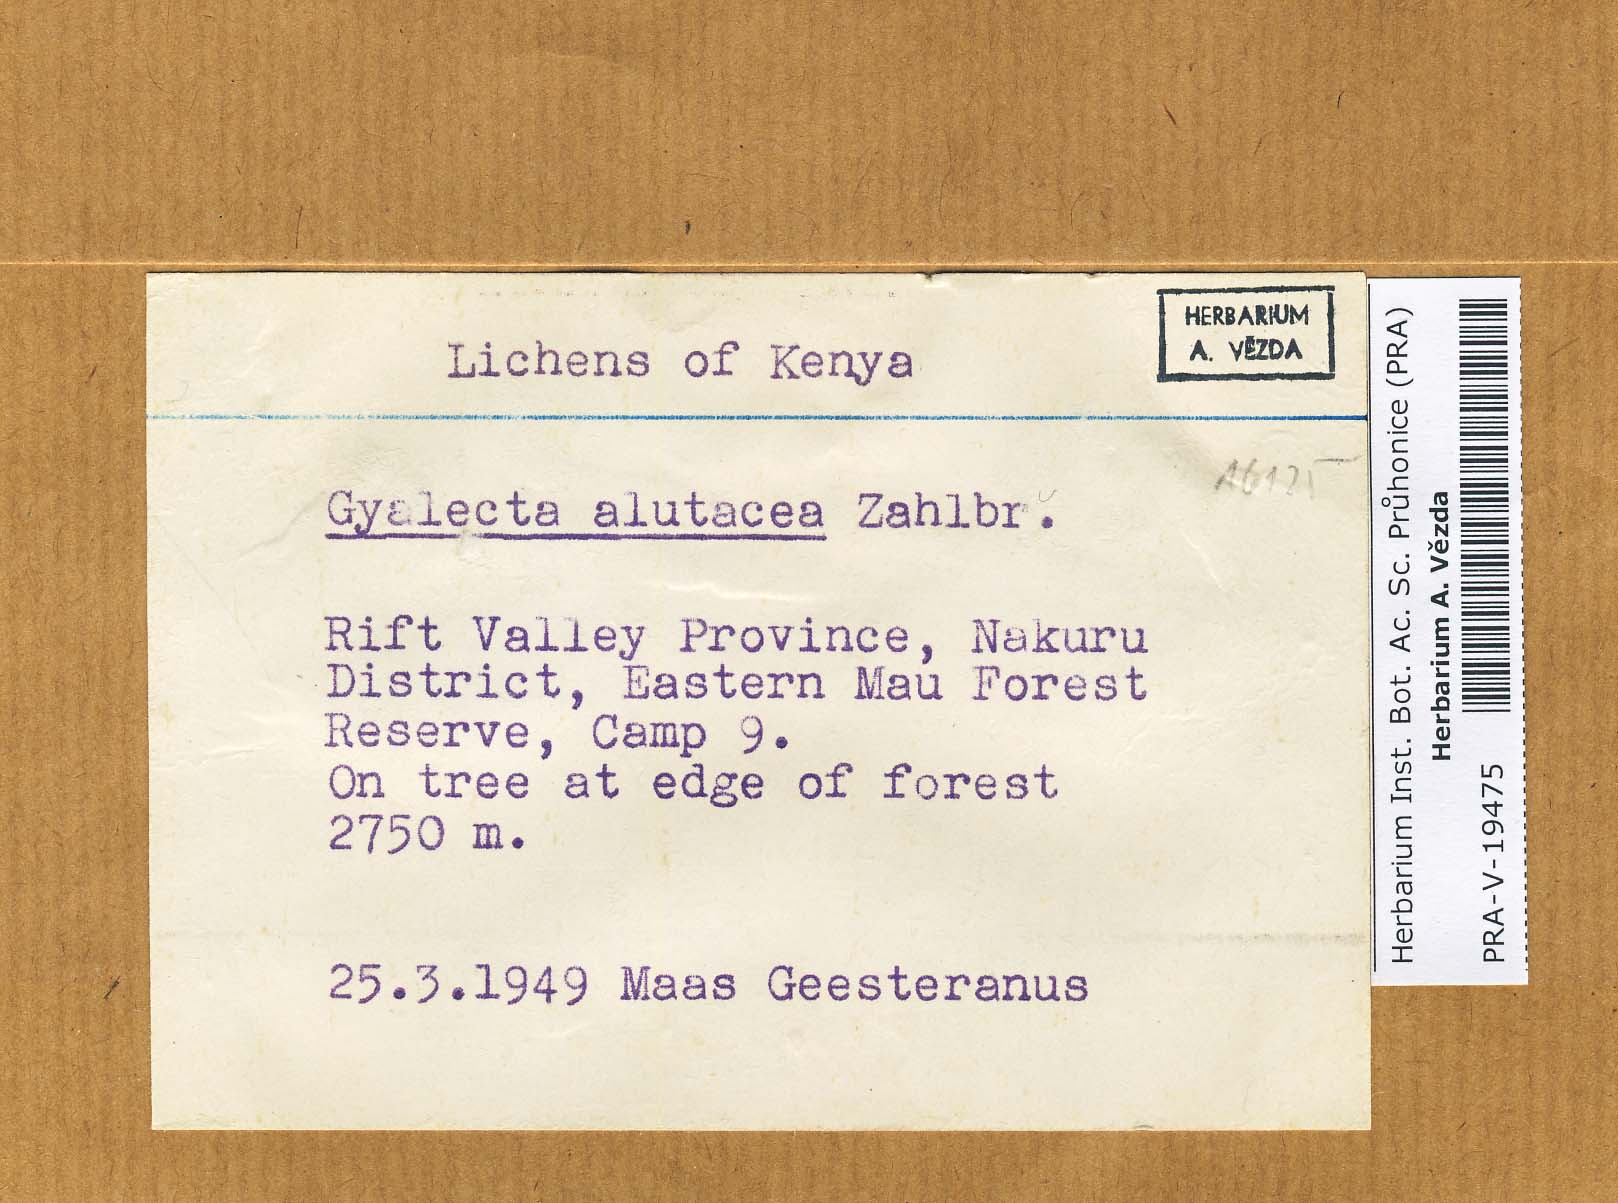 HERBARIUM
A. VĚZDA
Lichens of Kenya
Gyalecta alutacea Zahlbr.
Rift Valley Province, Nakuru
District, Eastern Mau Forest
Reserve, Camp 9.
On tree at edge of forest
2750 m.
25.3.1949 Maas Geesteranus
Herbarium Inst. Bot. Ac. Sc. Průhonice (PRA)
Herbarium A. Vězda
PRA-V-19475